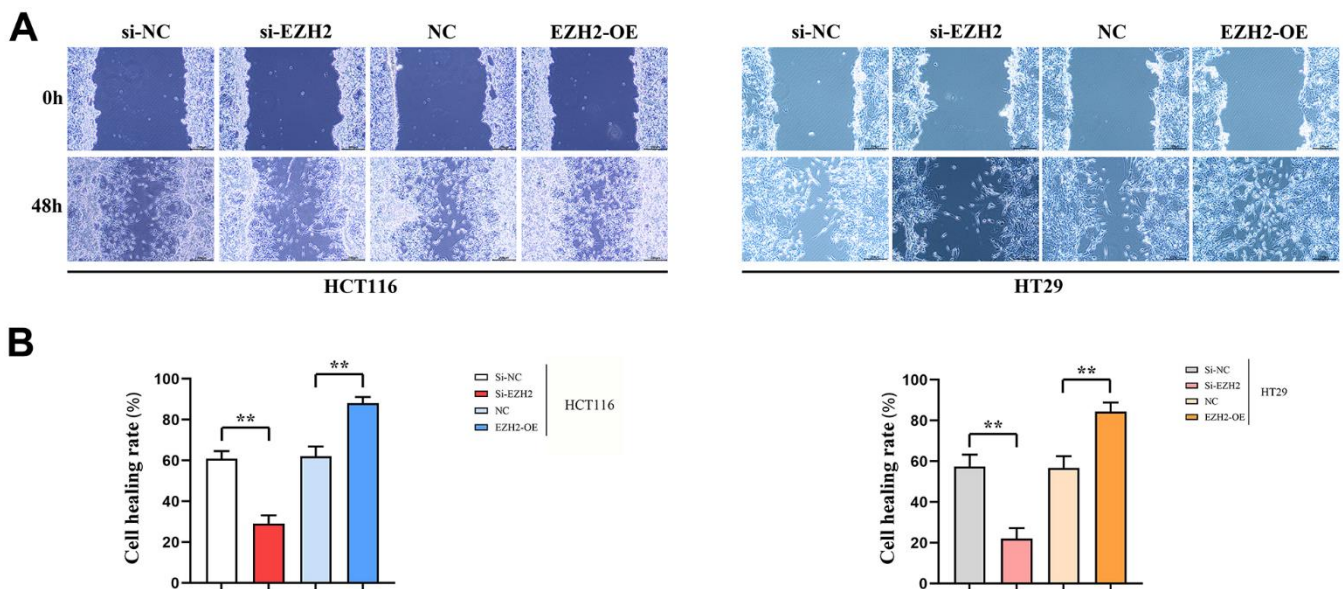 A
si-NC si-EZH2 NC EZH2-OE
si-NC si-EZH2 NC EZH2-OE
0h
48h
HCT116
HT29
B
Cell healing rate (%)
100
80
60
40
20
0
**
**
Si-NC
Si-EZH2
NC
EZH2-OE
HCT116
Cell healing rate (%)
100
80
60
40
20
0
**
**
Si-NC
Si-EZH2
NC
EZH2-OE
HT29